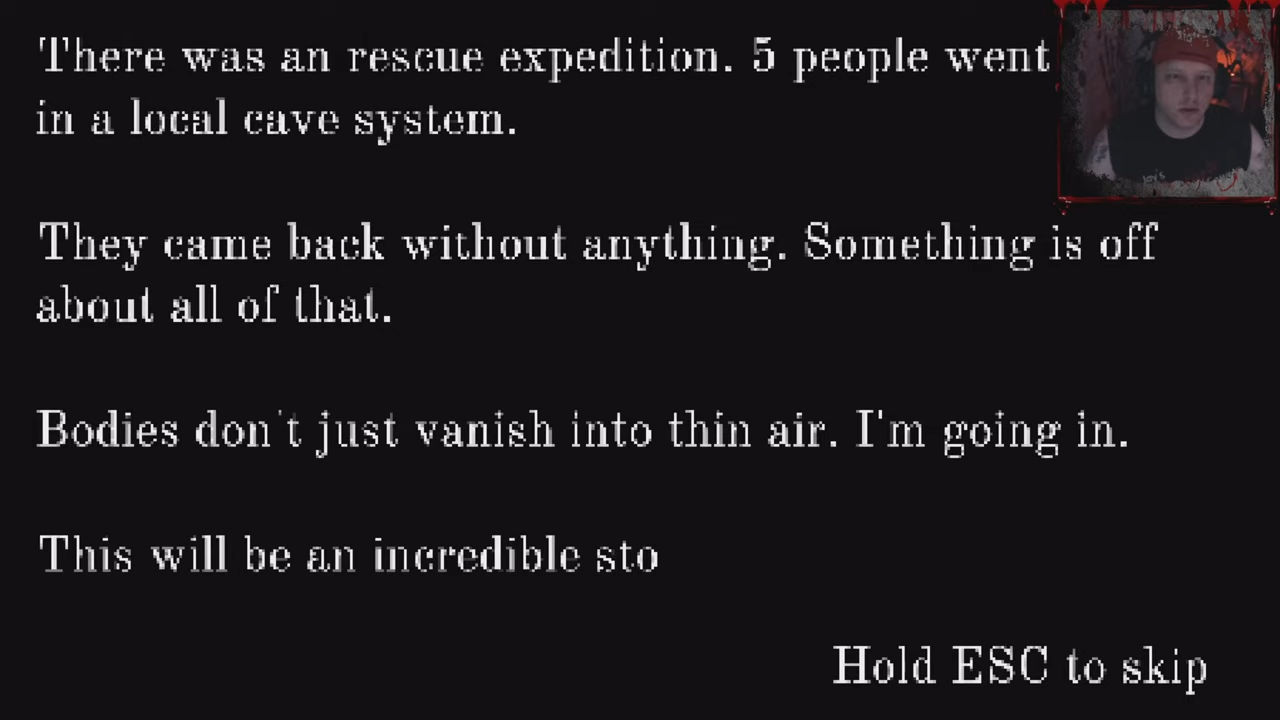 There was an rescue expedition. 5 people went
in a local cave system.
They came back without anything. Something is off
about all of that.
Bodies don't just vanish into thin air. I'm going in.
This will be an incredible sto
Hold ESC to skip